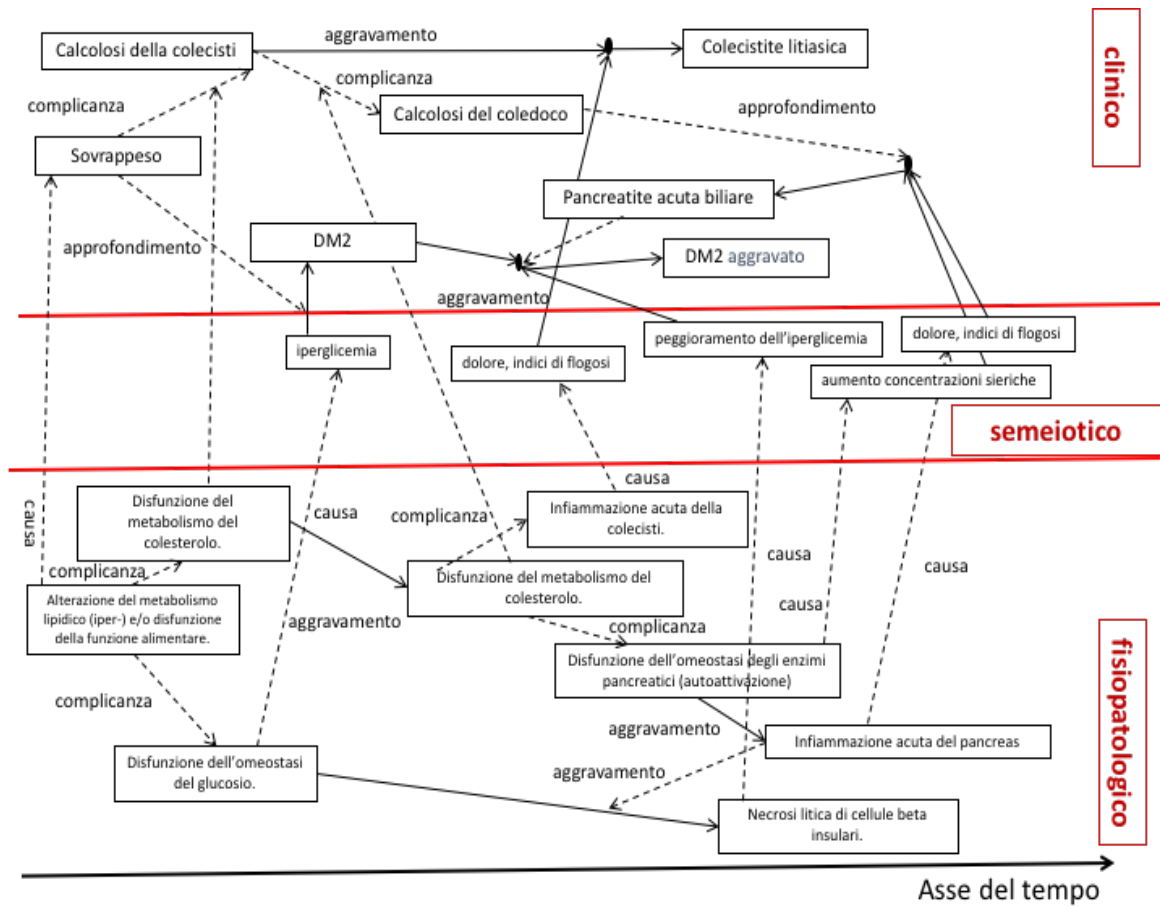 aggravamento
Calcolosi della colecisti
Colecistite litiasica
clinico
complicanza
complicanza
Calcolosi del coledoco
approfondimento
Sovrappeso
Pancreatite acuta biliare
approfondimento
DM2
DM2 aggravato
aggravamento
iperglicemia
dolore, indici di flogosi
peggioramento dell'iperglicemia
dolore, indici di flogosi
aumento concentrazioni sieriche
semeiotico
causa
causa
Disfunzione del
metabolismo del
colesterolo.
causa
complicanza
Infiammazione acuta della
colecisti.
causa
causa
complicanza
Disfunzione del metabolismo del
colesterolo.
Alterazione del metabolismo
lipidico (iper-) e/o disfunzione
della funzione alimentare.
aggravamento
causa
complicanza
Disfunzione dell'omeostasi degli enzimi
pancreatici (autoattivazione)
fisiopatologico
complicanza
aggravamento
Infiammazione acuta del pancreas
Disfunzione dell'omeostasi
del glucosio.
aggravamento
Necrosi litica di cellule beta
insulari.
Asse del tempo